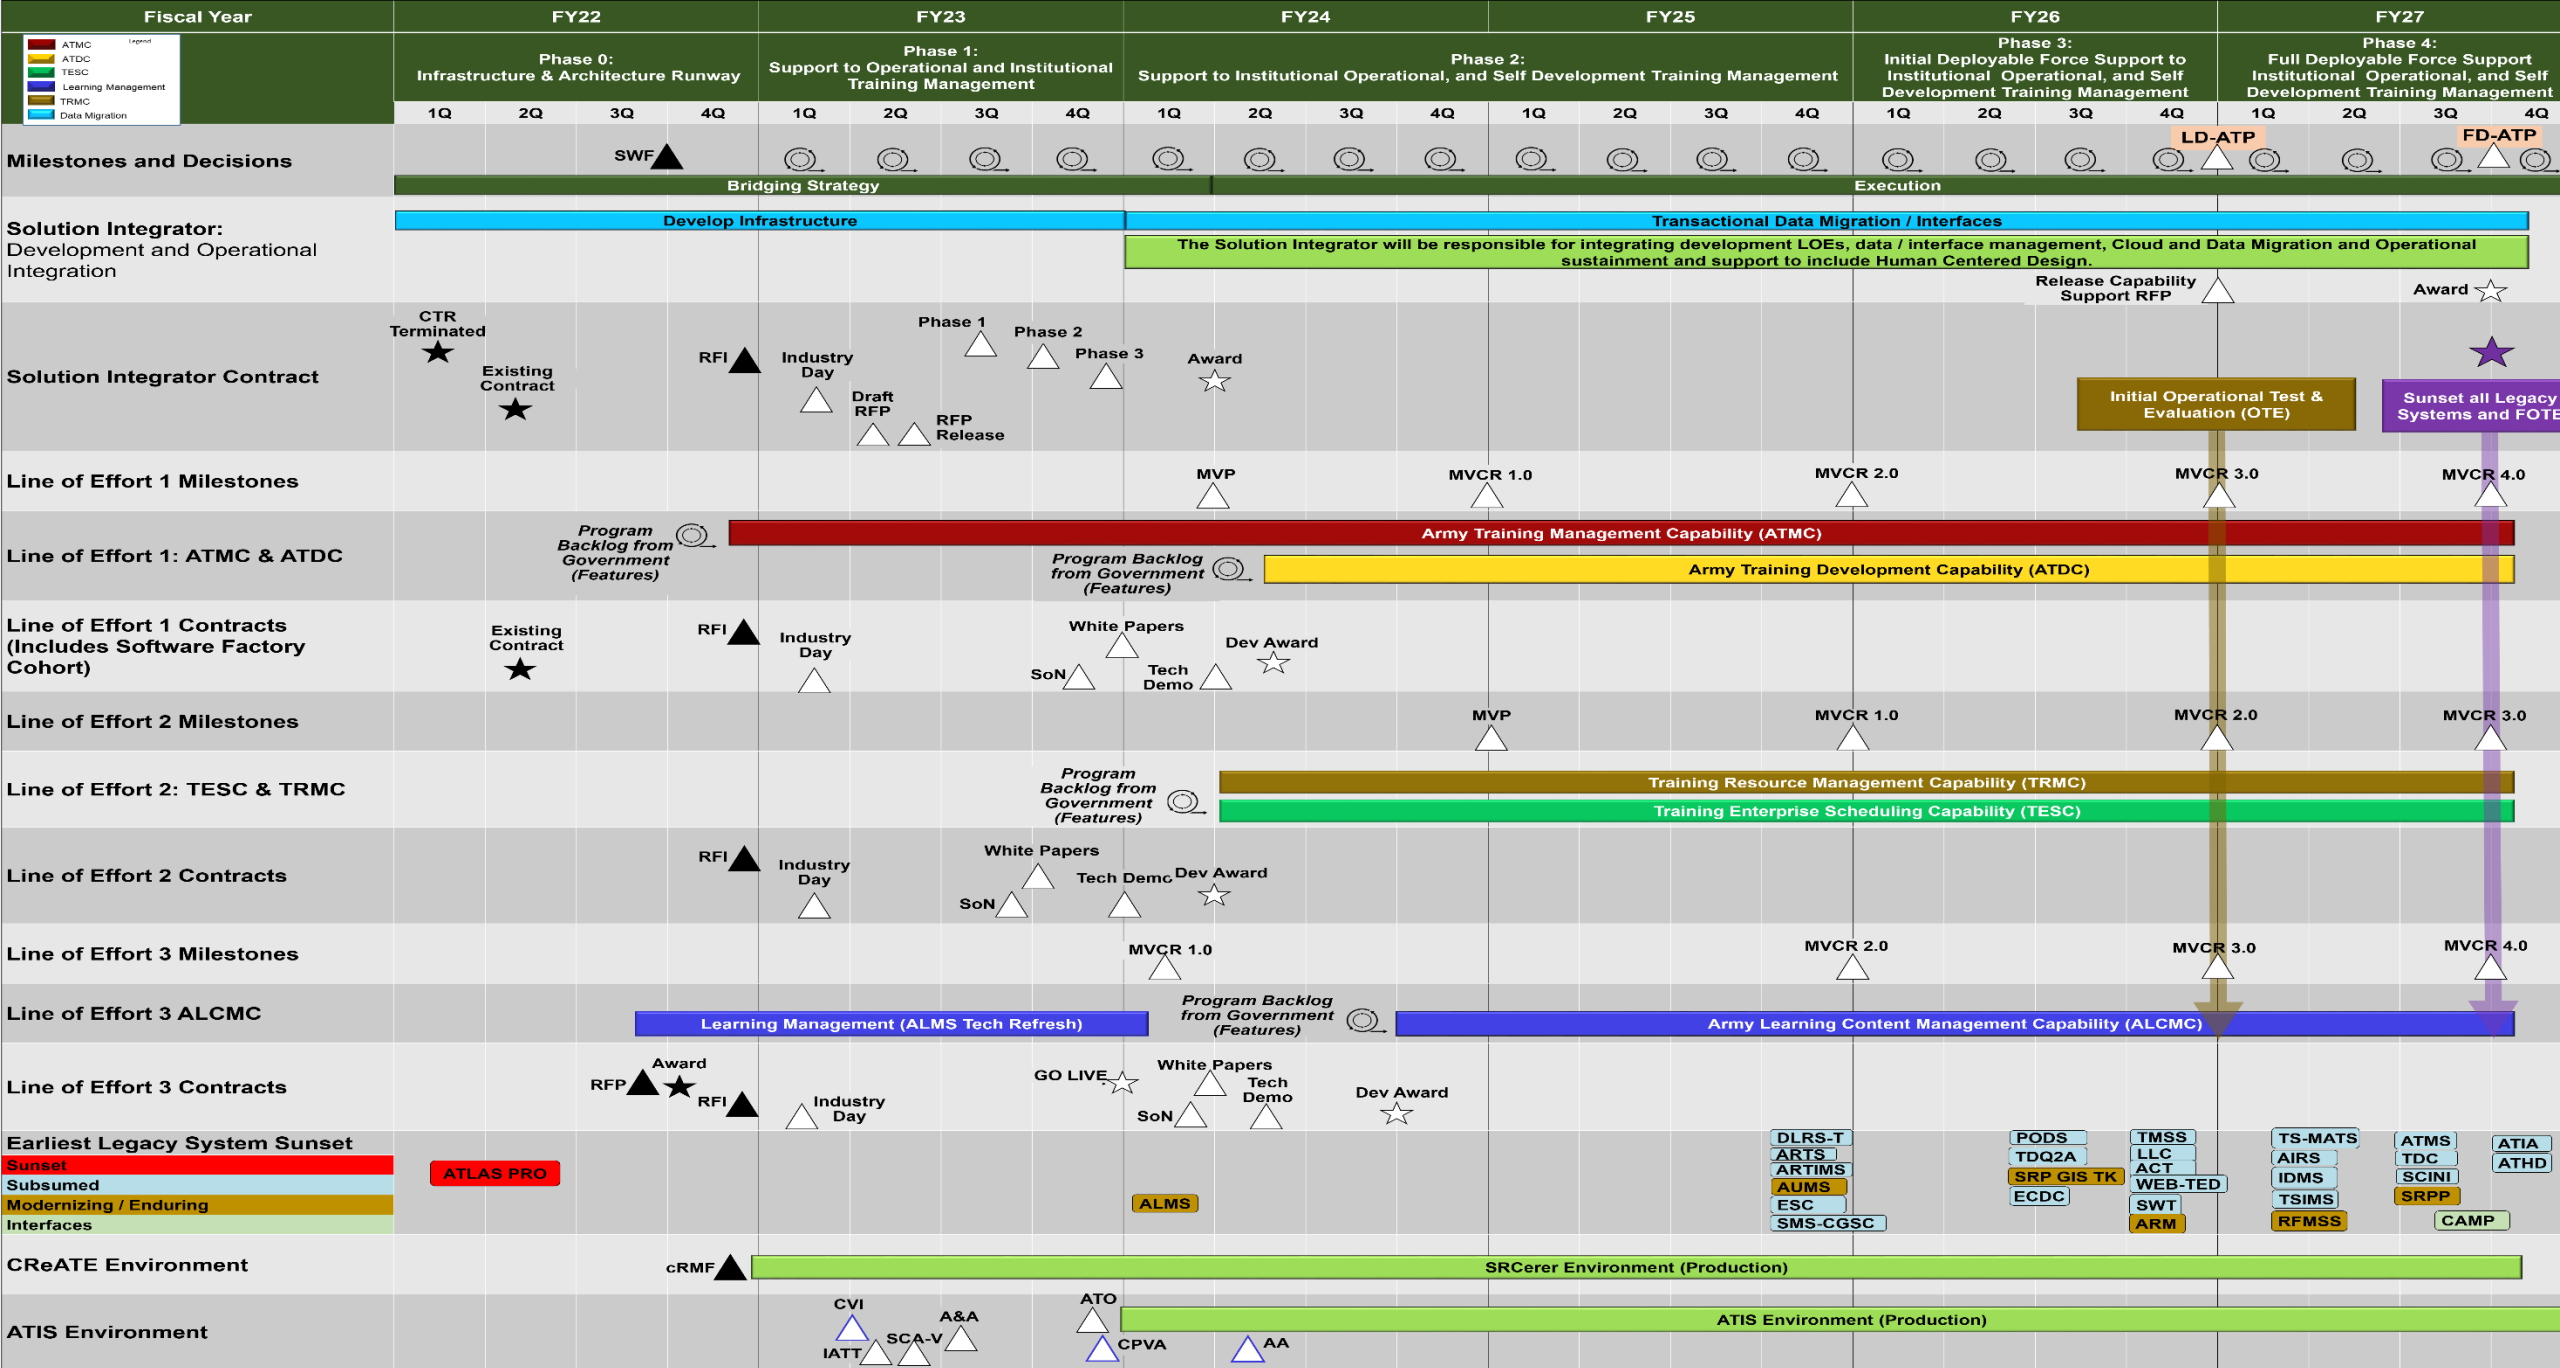 Fiscal Year
FY22
FY23
FY24
FY25
FY26
FY27
Legend
ATMC
ATDC
TESC
Learning Management
TRMC
Data Migration
Phase 0:
Infrastructure & Architecture Runway
Phase 1:
Support to Operational and Institutional
Training Management
Phase 2:
Support to Institutional Operational, and Self Development Training Management
Phase 3:
Initial Deployable Force Support to
Institutional Operational, and Self
Development Training Management
Phase 4:
Full Deployable Force Support
Institutional Operational, and Self
Development Training Management
1Q 2Q 3Q 4Q 1Q 2Q 3Q 4Q 1Q 2Q 3Q 4Q 1Q 2Q 3Q 4Q 1Q 2Q 3Q 4Q 1Q 2Q 3Q 4Q
Milestones and Decisions
SWF
LD-ATP
FD-ATP
Bridging Strategy
Execution
Solution Integrator:
Development and Operational
Integration
Develop Infrastructure
Transactional Data Migration / Interfaces
The Solution Integrator will be responsible for integrating development LOEs, data / interface management, Cloud and Data Migration and Operational
sustainment and support to include Human Centered Design.
Release Capability
Support RFP
Award
Solution Integrator Contract
CTR
Terminated
Existing
Contract
RFI
Industry
Day
Draft
RFP
RFP
Release
Phase 1
Phase 2
Phase 3
Award
Initial Operational Test &
Evaluation (OTE)
Sunset all Legacy
Systems and FOTE
Line of Effort 1 Milestones
MVP
MVCR 1.0
MVCR 2.0
MVCR 3.0
MVCR 4.0
Line of Effort 1: ATMC & ATDC
Program
Backlog from
Government
(Features)
Army Training Management Capability (ATMC)
Program Backlog
from Government
(Features)
Army Training Development Capability (ATDC)
Line of Effort 1 Contracts
(Includes Software Factory
Cohort)
Existing
Contract
RFI
Industry
Day
SoN
White Papers
Tech
Demo
Dev Award
Line of Effort 2 Milestones
MVP
MVCR 1.0
MVCR 2.0
MVCR 3.0
Line of Effort 2: TESC & TRMC
Program
Backlog from
Government
(Features)
Training Resource Management Capability (TRMC)
Training Enterprise Scheduling Capability (TESC)
Line of Effort 2 Contracts
RFI
Industry
Day
SoN
White Papers
Tech Demo
Dev Award
Line of Effort 3 Milestones
MVCR 1.0
MVCR 2.0
MVCR 3.0
MVCR 4.0
Line of Effort 3 ALCMC
Learning Management (ALMS Tech Refresh)
Program Backlog
from Government
(Features)
Army Learning Content Management Capability (ALCMC)
Line of Effort 3 Contracts
RFP
Award
RFI
Industry
Day
GO LIVE
White Papers
SoN
Tech
Demo
Dev Award
Earliest Legacy System Sunset
Sunset
Subsumed
Modernizing / Enduring
Interfaces
ATLAS PRO
ALMS
DLRS-T
ARTS
ARTIMS
AUMS
ESC
SMS-CGSC
PODS
TDQ2A
SRP GIS TK
ECDC
TMSS
LLC
ACT
WEB-TED
SWT
ARM
TS-MATS
AIRS
IDMS
TSIMS
RFMSS
ATMS
TDC
SCINI
SRPP
CAMP
ATIA
ATHD
CReATE Environment
cRMF
SRCerer Environment (Production)
ATIS Environment
CVI
IATT
SCA-V
A&A
ATO
CPVA
AA
ATIS Environment (Production)